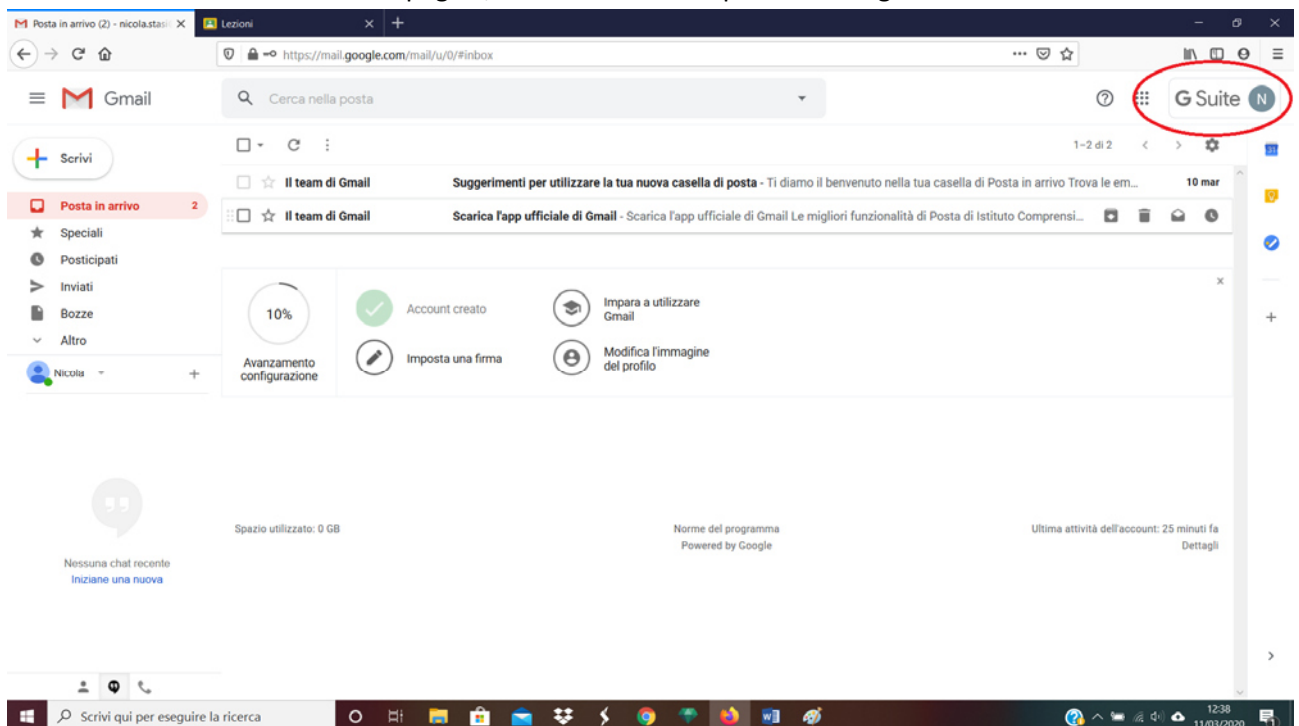 Posta in arrivo (2) - nicola.stasi
Lezioni
https://mail.google.com/mail/u/0/#inbox
Gmail
Cerca nella posta
G Suite N
Scrivi
1-2 di 2
31
Il team di Gmail Suggerimenti per utilizzare la tua nuova casella di posta - Ti diamo il benvenuto nella tua casella di Posta in arrivo Trova le em... 10 mar
Posta in arrivo 2
Il team di Gmail Scarica l'app ufficiale di Gmail - Scarica l'app ufficiale di Gmail Le migliori funzionalità di Posta di Istituto Comprensi...
Speciali
Posticipati
Inviati
Bozze
Altro
Nicola
10%
Avanzamento
configurazione
Account creato
Imposta una firma
Impara a utilizzare
Gmail
Modifica l'immagine
del profilo
Spazio utilizzato: 0 GB
Norme del programma
Powered by Google
Ultima attività dell'account: 25 minuti fa
Dettagli
Nessuna chat recente
Iniziane una nuova
Scrivi qui per eseguire la ricerca
12:38
11/03/2020